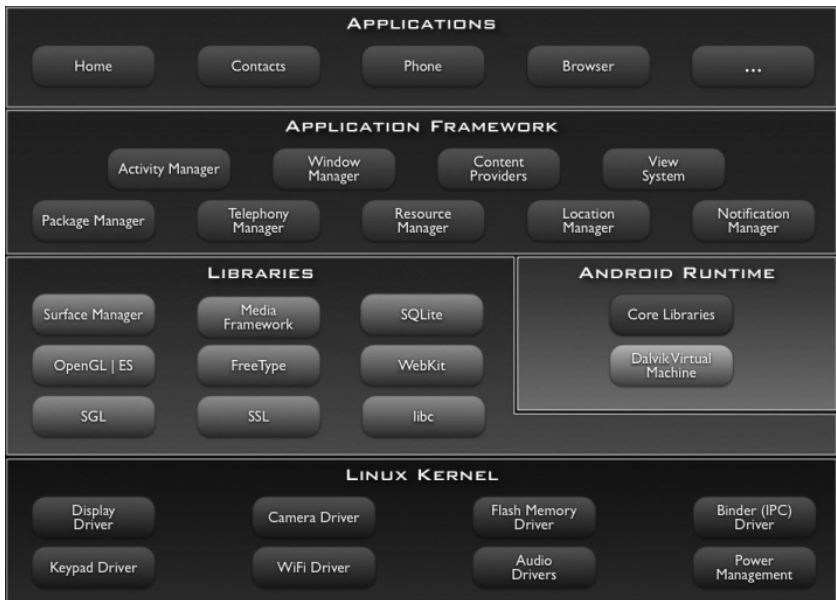 APPLICATIONS
Home
Contacts
Phone
Browser
...
APPLICATION FRAMEWORK
Activity Manager
Window
Manager
Content
Providers
View
System
Package Manager
Telephony
Manager
Resource
Manager
Location
Manager
Notification
Manager
LIBRARIES
Surface Manager
Media
Framework
SQLite
OpenGL | ES
FreeType
WebKit
SGL
SSL
libc
ANDROID RUNTIME
Core Libraries
Dalvik Virtual
Machine
LINUX KERNEL
Display
Driver
Camera Driver
Flash Memory
Driver
Binder (IPC)
Driver
Keypad Driver
WiFi Driver
Audio
Drivers
Power
Management